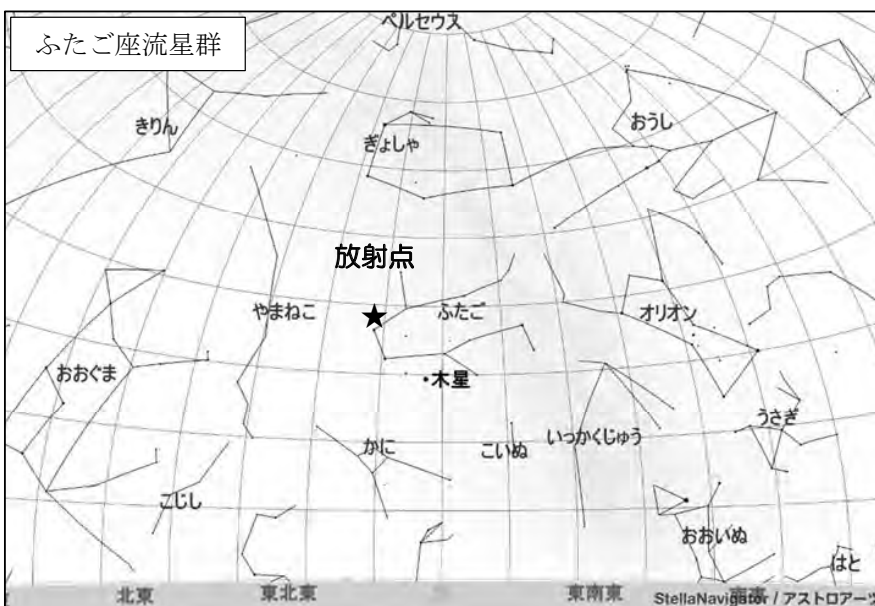 ふたご座流星群
ペルセウス
きりん
ぎょしゃ
おうし
放射点
やまねこ
ふたご
オリオン
おおぐま
・木星
うさぎ
かに
こいぬ
いっかくじゅう
こじし
おおいぬ
はと
北東
東北東
東南東
StellaNavigator / アストロアーツ